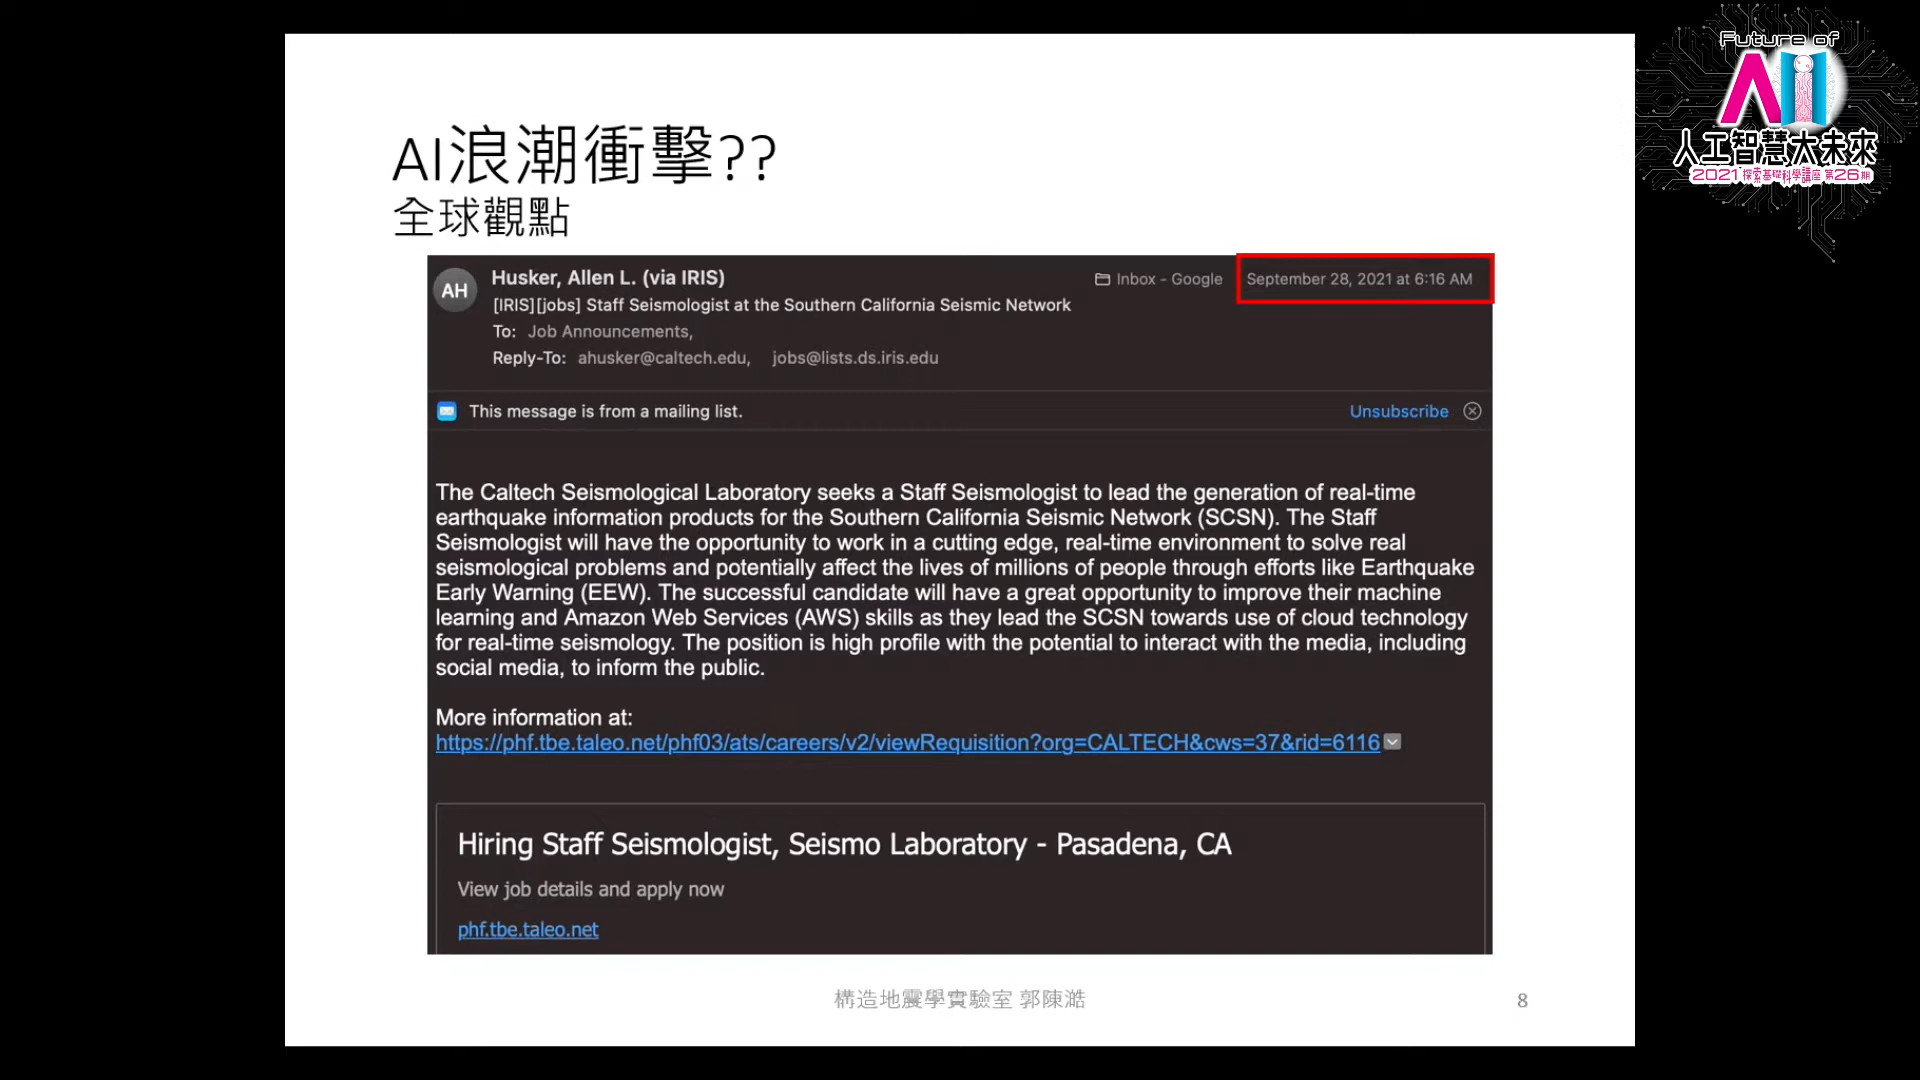 Future of
AI
人工智慧大未來
2021 探索基礎科學講座 第26期
AI浪潮衝擊??
全球觀點
AH
Husker, Allen L. (via IRIS)
Inbox - Google
September 28, 2021 at 6:16 AM
[IRIS][jobs] Staff Seismologist at the Southern California Seismic Network
To: Job Announcements,
Reply-To: ahusker@caltech.edu, jobs@lists.ds.iris.edu
This message is from a mailing list.
Unsubscribe
The Caltech Seismological Laboratory seeks a Staff Seismologist to lead the generation of real-time
earthquake information products for the Southern California Seismic Network (SCSN). The Staff
Seismologist will have the opportunity to work in a cutting edge, real-time environment to solve real
seismological problems and potentially affect the lives of millions of people through efforts like Earthquake
Early Warning (EEW). The successful candidate will have a great opportunity to improve their machine
learning and Amazon Web Services (AWS) skills as they lead the SCSN towards use of cloud technology
for real-time seismology. The position is high profile with the potential to interact with the media, including
social media, to inform the public.
More information at:
https://phf.tbe.taleo.net/phf03/ats/careers/v2/viewRequisition?org=CALTECH&cws=37&rid=6116
Hiring Staff Seismologist, Seismo Laboratory - Pasadena, CA
View job details and apply now
phf.tbe.taleo.net
構造地震學實驗室 郭陳澔
8